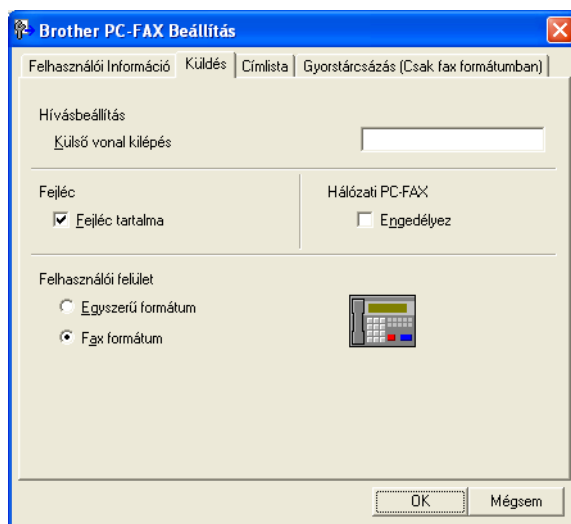 Brother PC-FAX Beállítás
Felhasználói Információ Küldés Címlista Gyorstárcsázás (Csak fax formátumban)
Hívásbeállítás
Külső vonal kilépés
Fejléc Hálózati PC-FAX
Fejléc tartalma Engedélyez
Felhasználói felület
Egyszerű formátum
Fax formátum
OK Mégsem